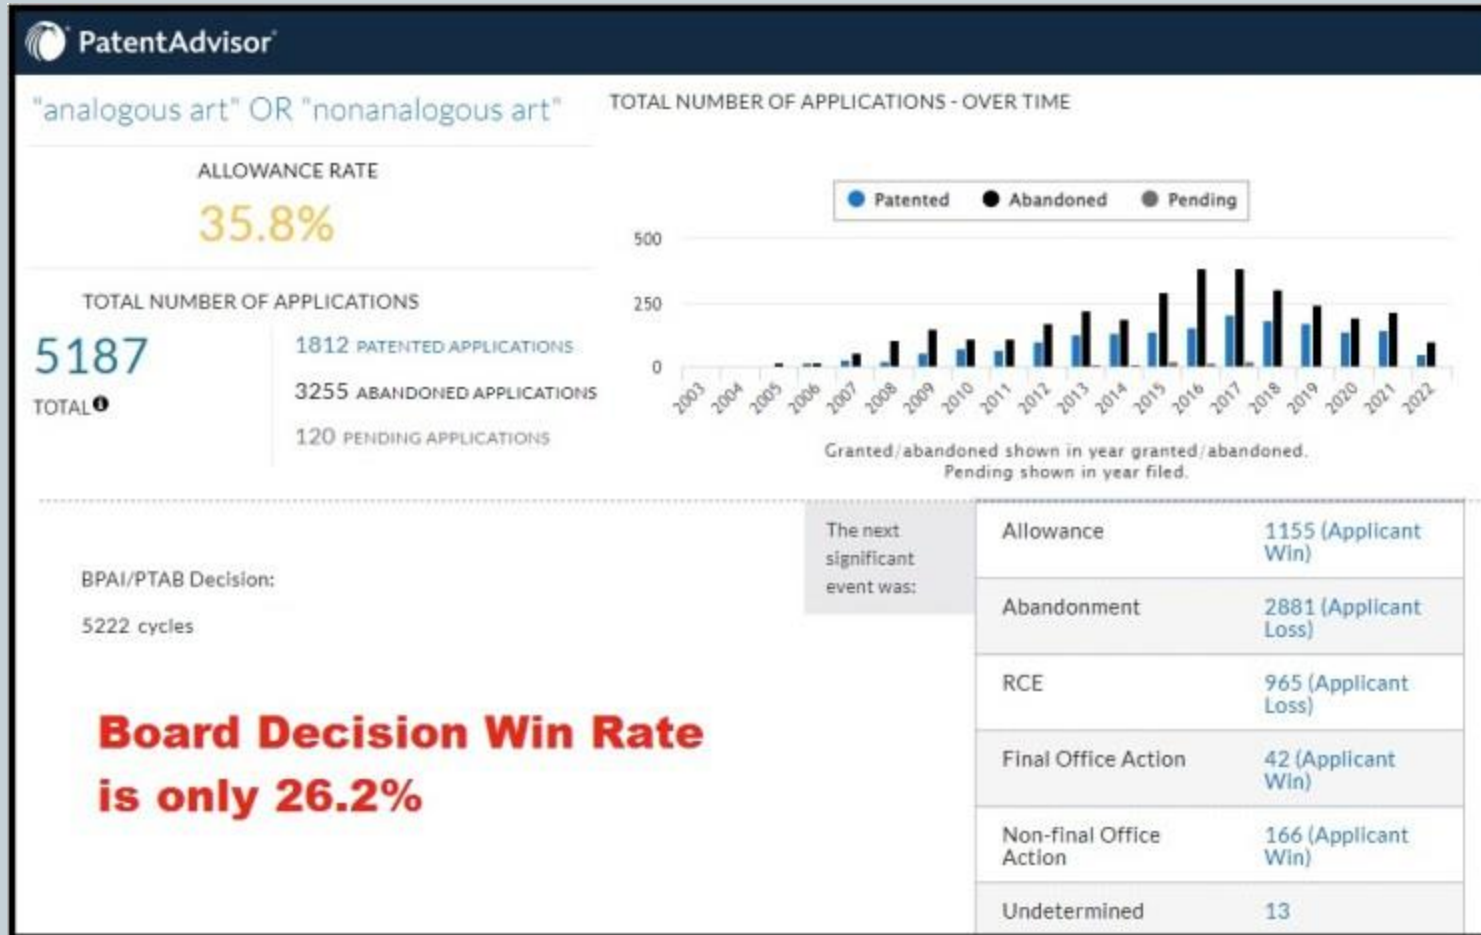 PatentAdvisor
"analogous art" OR "nonanalogous art"
ALLOWANCE RATE
35.8%
TOTAL NUMBER OF APPLICATIONS
5187
TOTAL
1812 PATENTED APPLICATIONS
3255 ABANDONED APPLICATIONS
120 PENDING APPLICATIONS
TOTAL NUMBER OF APPLICATIONS - OVER TIME
Patented Abandoned Pending
500
250
0
2003 2004 2005 2006 2007 2008 2009 2010 2011 2012 2013 2014 2015 2016 2017 2018 2019 2020 2021 2022
Granted/abandoned shown in year granted/abandoned.
Pending shown in year filed.
BPAI/PTAB Decision:
5222 cycles
Board Decision Win Rate
is only 26.2%
The next
significant
event was:
Allowance 1155 (Applicant
Win)
Abandonment 2881 (Applicant
Loss)
RCE 965 (Applicant
Loss)
Final Office Action 42 (Applicant
Win)
Non-final Office 166 (Applicant
Action Win)
Undetermined 13